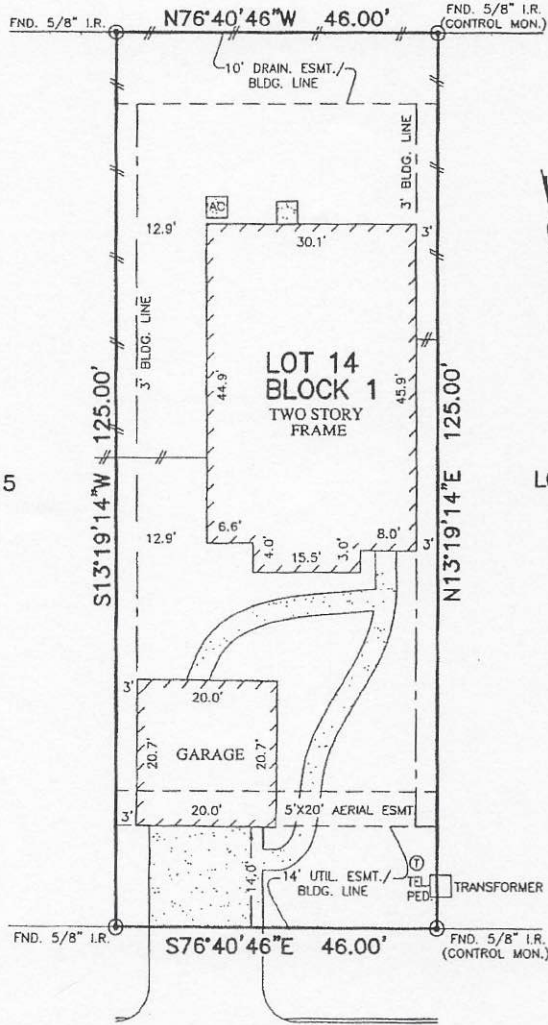 FND. 5/8" I.R.
N76°40'46"W 46.00'
FND. 5/8" I.R.
(CONTROL MON.)
10' DRAIN. ESMT./
BLDG. LINE
3' BLDG. LINE
AC
12.9'
30.1'
3'
3' BLDG. LINE
LOT 14
BLOCK 1
TWO STORY
FRAME
44.9'
45.9'
S13°19'14"W 125.00'
N13°19'14"E 125.00'
5
LO
12.9'
6.6'
4.0'
15.5'
3.0'
8.0'
3'
3'
20.0'
20.7'
GARAGE
20.7'
3'
20.0'
5'X20' AERIAL ESMT.
14.0'
14' UTIL. ESMT./
BLDG. LINE
T
TEL.
PED.
TRANSFORMER
FND. 5/8" I.R.
S76°40'46"E 46.00'
FND. 5/8" I.R.
(CONTROL MON.)